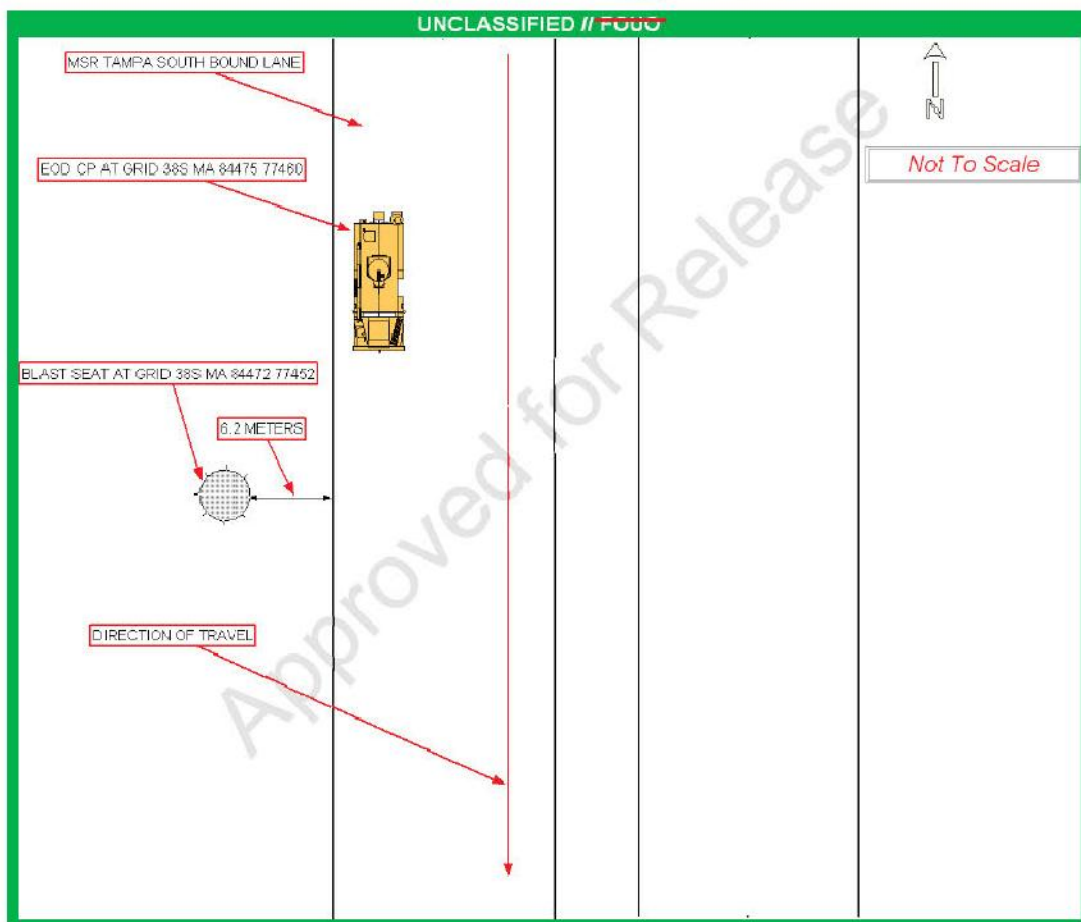 UNCLASSIFIED // FOUO
MSR TAMPA SOUTH BOUND LANE
N
Not To Scale
EOD CP AT GRID 38S MA 84475 77460
BLAST SEAT AT GRID 38S MA 84472 77452
6.2 METERS
DIRECTION OF TRAVEL
Approved for Release